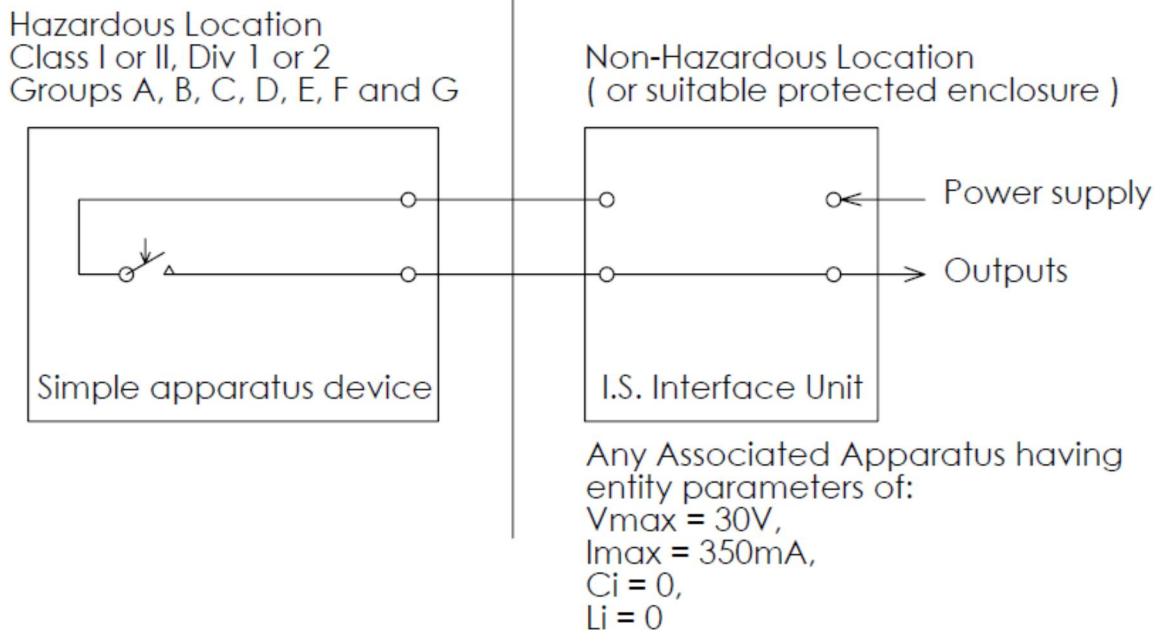 Hazardous Location
Class I or II, Div 1 or 2
Groups A, B, C, D, E, F and G
Non-Hazardous Location
( or suitable protected enclosure )
Power supply
Outputs
Simple apparatus device
I.S. Interface Unit
Any Associated Apparatus having
entity parameters of:
Vmax = 30V,
Imax = 350mA,
Ci = 0,
Li = 0